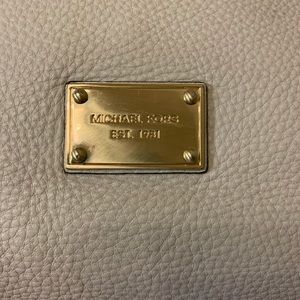 MICHAEL KORS
EST. 1981